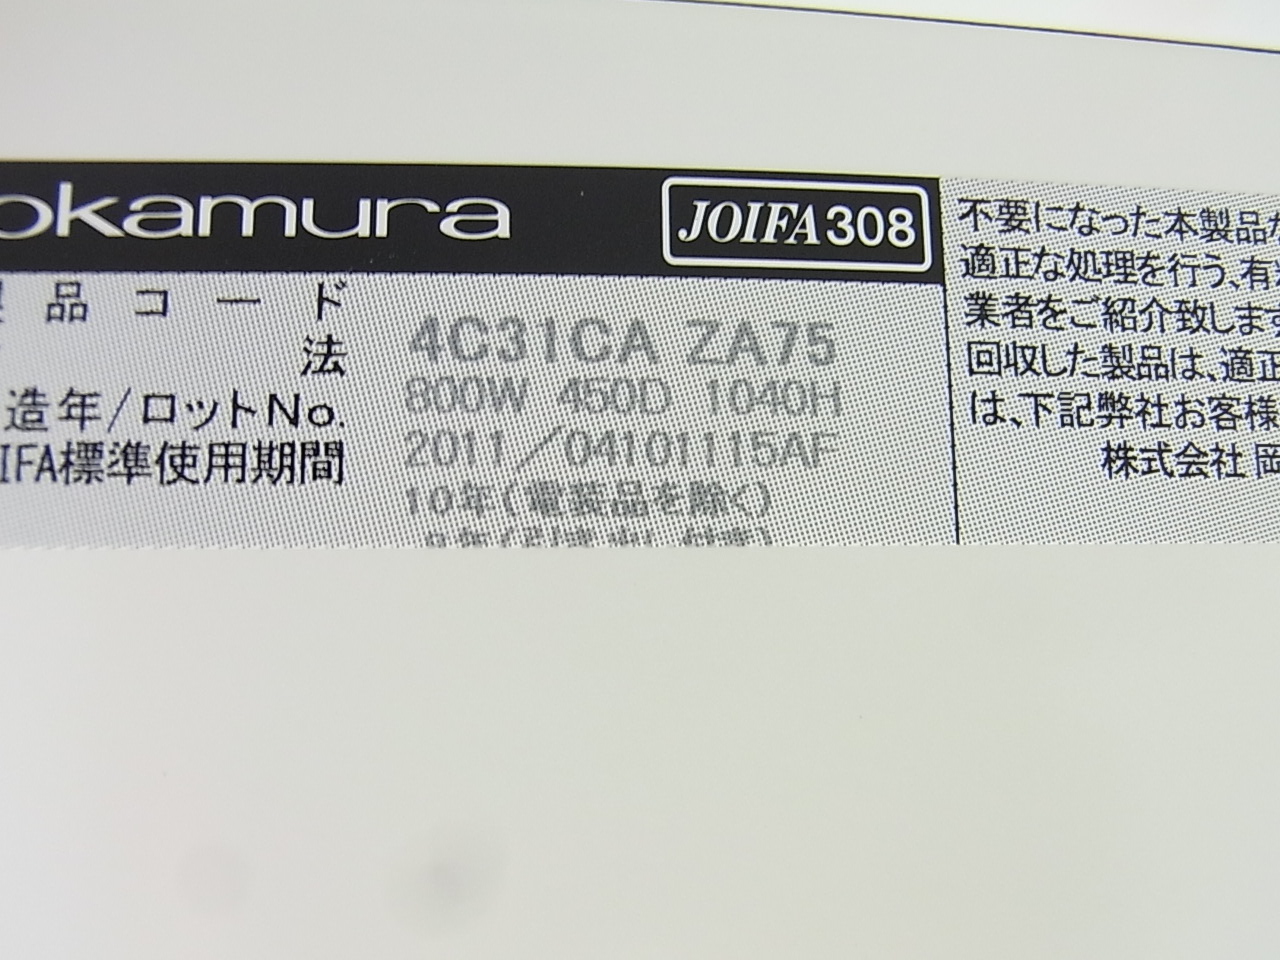 okamura JOIFA308
品コード 4C31CA ZA75
法 800W 450D 1040H
造年/ロットNo. 2011/04101115AF
IFA標準使用期間 10年(電装品を除く)
不要になった本製品
適正な処理を行う、有
業者をご紹介致します
回収した製品は、適正
は、下記弊社お客様
株式会社